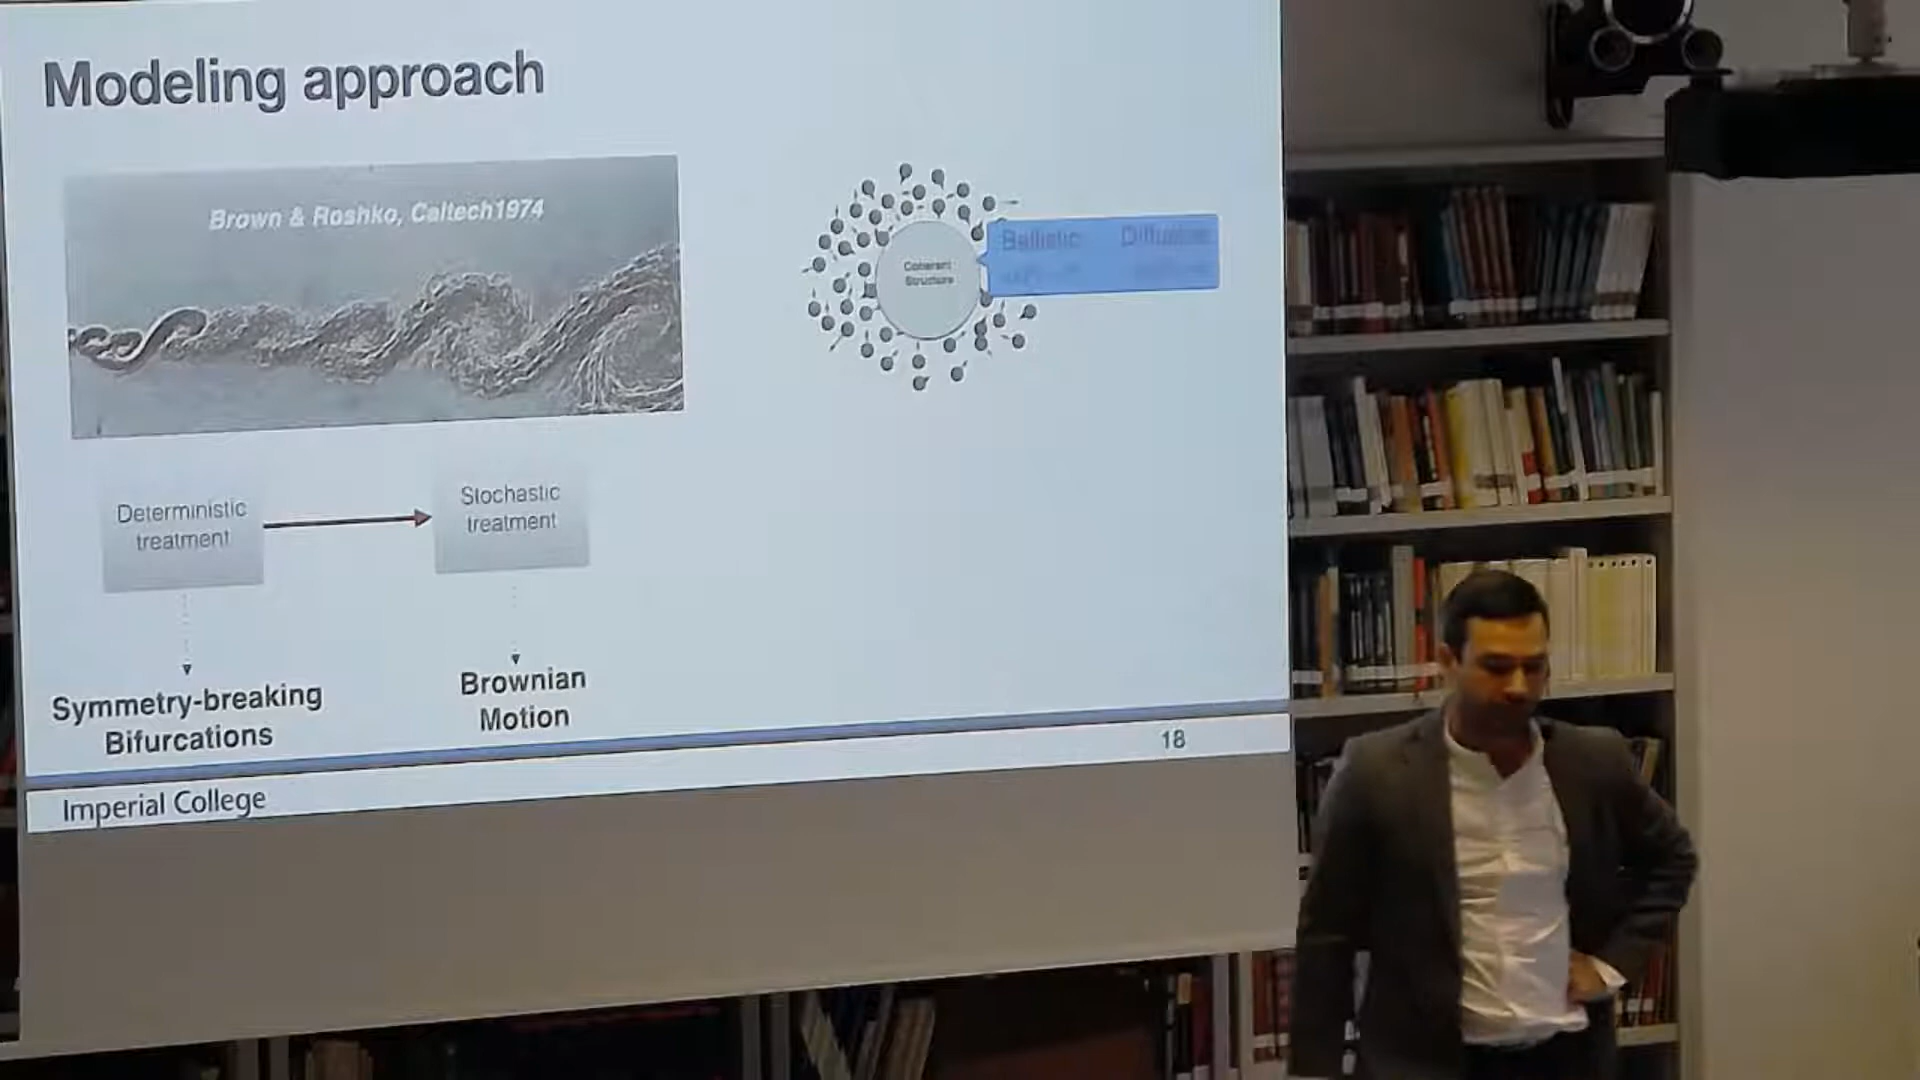 Modeling approach
Brown & Roshko, Caltech1974
Coherent
Structure
Ballistic Diffusive
Deterministic
treatment
Stochastic
treatment
Symmetry-breaking
Bifurcations
Brownian
Motion
18
Imperial College